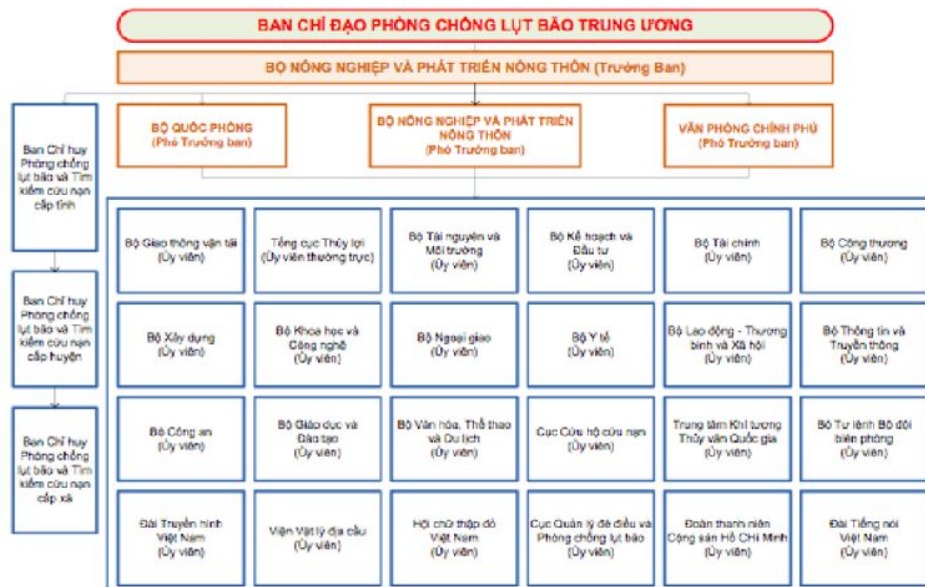 BAN CHỈ ĐẠO PHÒNG CHỐNG LỤT BÃO TRUNG ƯƠNG
BỘ NÔNG NGHIỆP VÀ PHÁT TRIỂN NÔNG THÔN (Trưởng Ban)
BỘ QUỐC PHÒNG
(Phó Trưởng ban)
BỘ NÔNG NGHIỆP VÀ PHÁT TRIỂN
NÔNG THÔN
(Phó Trưởng ban)
VĂN PHÒNG CHÍNH PHỦ
(Phó Trưởng ban)
Ban Chỉ huy
Phòng chống
lụt bão và Tìm
kiếm cứu nạn
cấp tỉnh
Ban Chỉ huy
Phòng chống
lụt bão và Tìm
kiếm cứu nạn
cấp huyện
Ban Chỉ huy
Phòng chống
lụt bão và Tìm
kiếm cứu nạn
cấp xã
Bộ Giao thông vận tải
(Ủy viên)
Tổng cục Thủy lợi
(Ủy viên thường trực)
Bộ Tài nguyên và
Môi trường
(Ủy viên)
Bộ Kế hoạch và
Đầu tư
(Ủy viên)
Bộ Tài chính
(Ủy viên)
Bộ Công thương
(Ủy viên)
Bộ Xây dựng
(Ủy viên)
Bộ Khoa học và
Công nghệ
(Ủy viên)
Bộ Ngoại giao
(Ủy viên)
Bộ Y tế
(Ủy viên)
Bộ Lao động - Thương
binh và Xã hội
(Ủy viên)
Bộ Thông tin và
Truyền thông
(Ủy viên)
Bộ Công an
(Ủy viên)
Bộ Giáo dục và
Đào tạo
(Ủy viên)
Bộ Văn hóa, Thể thao
và Du lịch
(Ủy viên)
Cục Cứu hộ cứu nạn
(Ủy viên)
Trung tâm Khí tượng
Thủy văn Quốc gia
(Ủy viên)
Bộ Tư lệnh Bộ đội
biên phòng
(Ủy viên)
Đài Truyền hình
Việt Nam
(Ủy viên)
Viện Vật lý địa cầu
(Ủy viên)
Hội chữ thập đỏ
Việt Nam
(Ủy viên)
Cục Quản lý đê điều và
Phòng chống lụt bão
(Ủy viên)
Đoàn thanh niên
Cộng sản Hồ Chí Minh
(Ủy viên)
Đài Tiếng nói
Việt Nam
(Ủy viên)